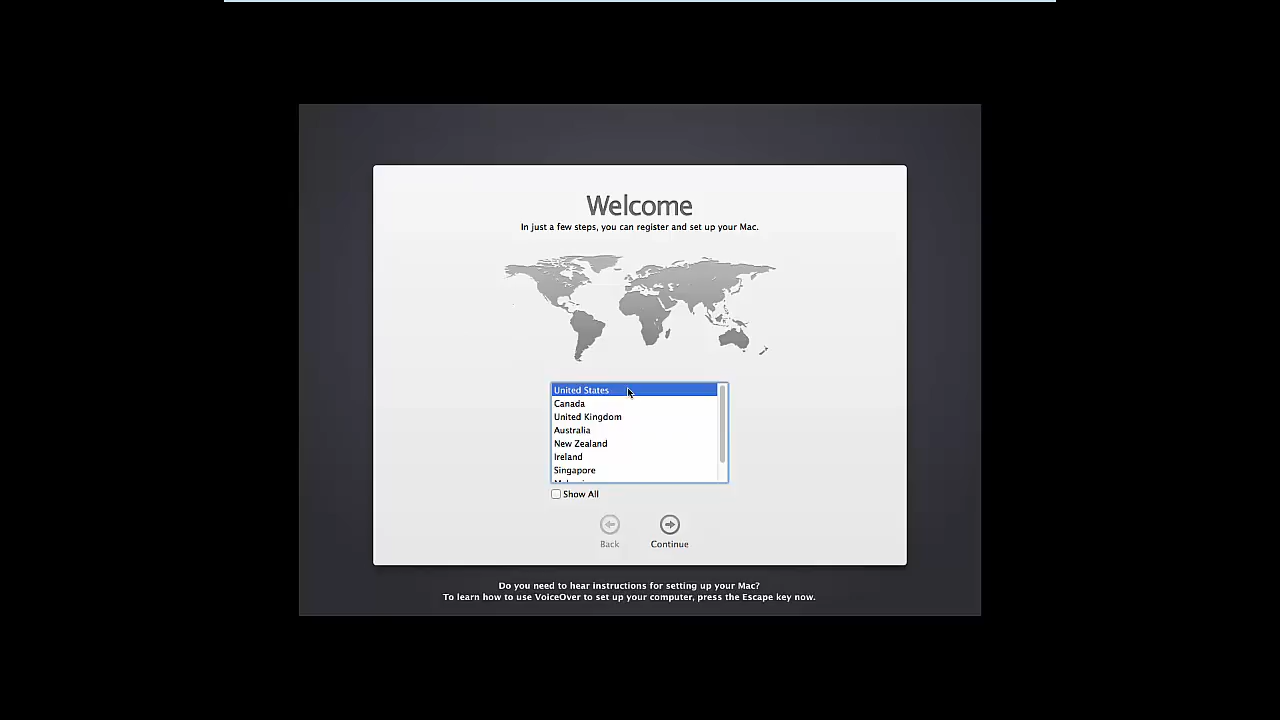 Welcome
In just a few steps, you can register and set up your Mac.
United States
Canada
United Kingdom
Australia
New Zealand
Ireland
Singapore
Show All
Back
Continue
Do you need to hear instructions for setting up your Mac?
To learn how to use VoiceOver to set up your computer, press the Escape key now.